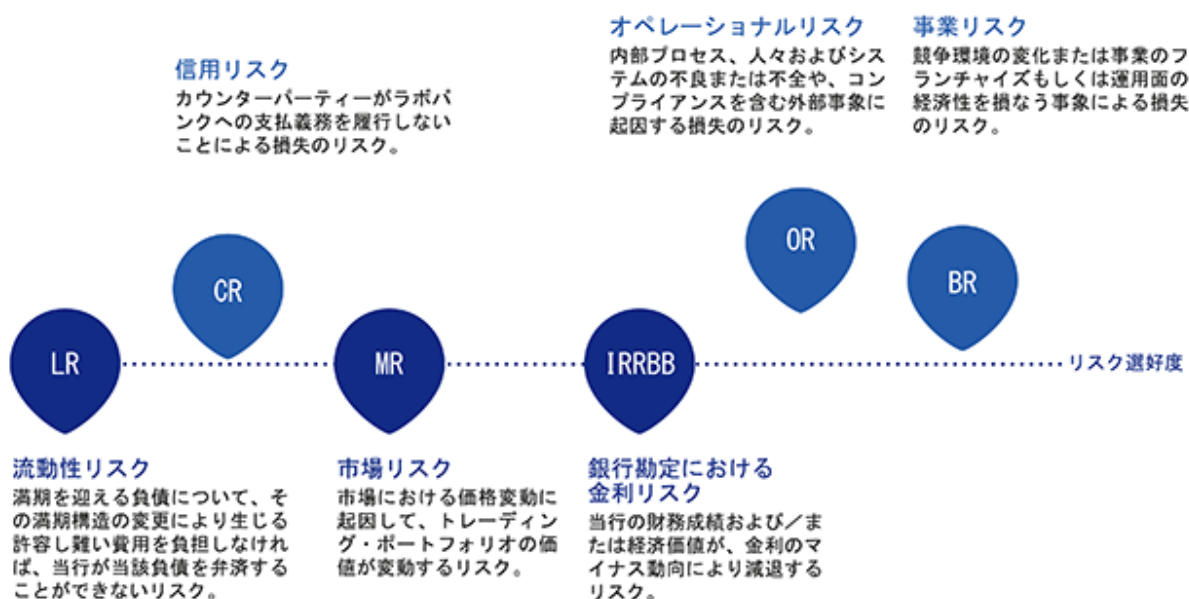 信用リスク
カウンターパーティーがラボバ
ンクへの支払義務を履行しない
ことによる損失のリスク。
オペレーショナルリスク
内部プロセス、人々およびシス
テムの不良または不全や、コン
プライアンスを含む外部事象に
起因する損失のリスク。
事業リスク
競争環境の変化または事業のフ
ランチャイズもしくは運用面の
経済性を損なう事象による損失
のリスク。
LR
CR
MR
IRRBB
OR
BR
リスク選好度
流動性リスク
満期を迎える負債について、そ
の満期構造の変更により生じる
許容し難い費用を負担しなけれ
ば、当行が当該負債を弁済する
ことができないリスク。
市場リスク
市場における価格変動に
起因して、トレーディン
グ・ポートフォリオの価
値が変動するリスク。
銀行勘定における
金利リスク
当行の財務成績および／ま
たは経済価値が、金利のマ
イナス動向により減退する
リスク。